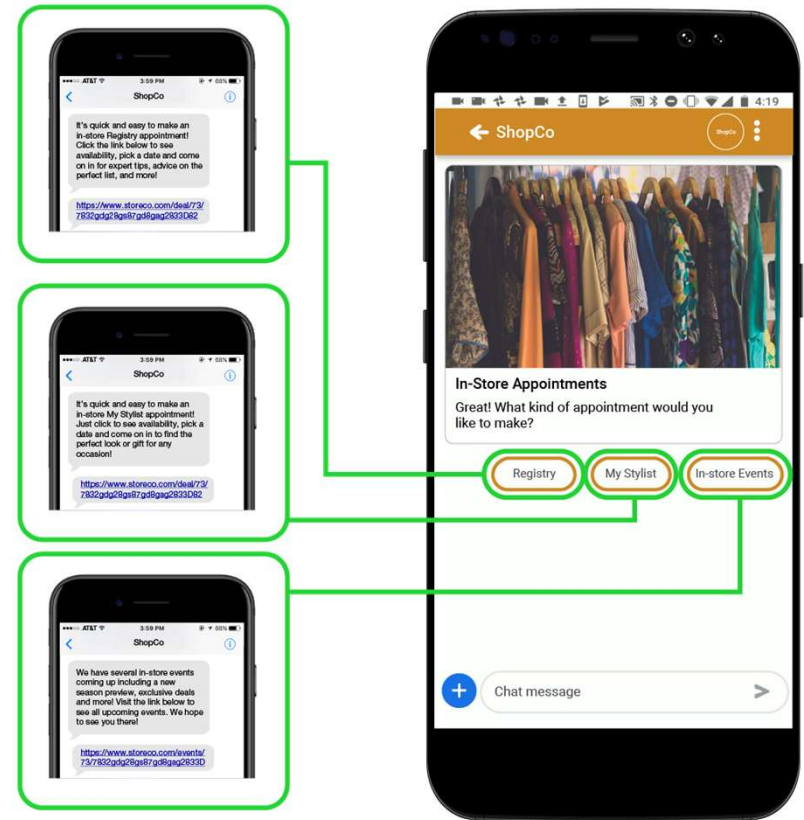 AT&T 3:59 PM 68%
ShopCo
It's quick and easy to make an
in-store Registry appointment!
Click the link below to see
availability, pick a date and come
on in for expert tips, advice on the
perfect list, and more!
https://www.storeco.com/deal/73/
7832gdg28gs87gd8gag2833D82
AT&T 3:59 PM 68%
ShopCo
It's quick and easy to make an
in-store My Stylist appointment!
Just click to see availability, pick a
date and come on in to find the
perfect look or gift for any
occasion!
https://www.storeco.com/deal/73/
7832gdg28gs87gd8gag2833D82
AT&T 3:59 PM 68%
ShopCo
We have several in-store events
coming up including a new
season preview, exclusive deals
and more! Visit the link below to
see all upcoming events. We hope
to see you there!
https://www.storeco.com/events/
73/7832gdg28gs87gd8gag2833D
4:19
ShopCo
ShopCo
In-Store Appointments
Great! What kind of appointment would you
like to make?
Registry
My Stylist
In-store Events
Chat message